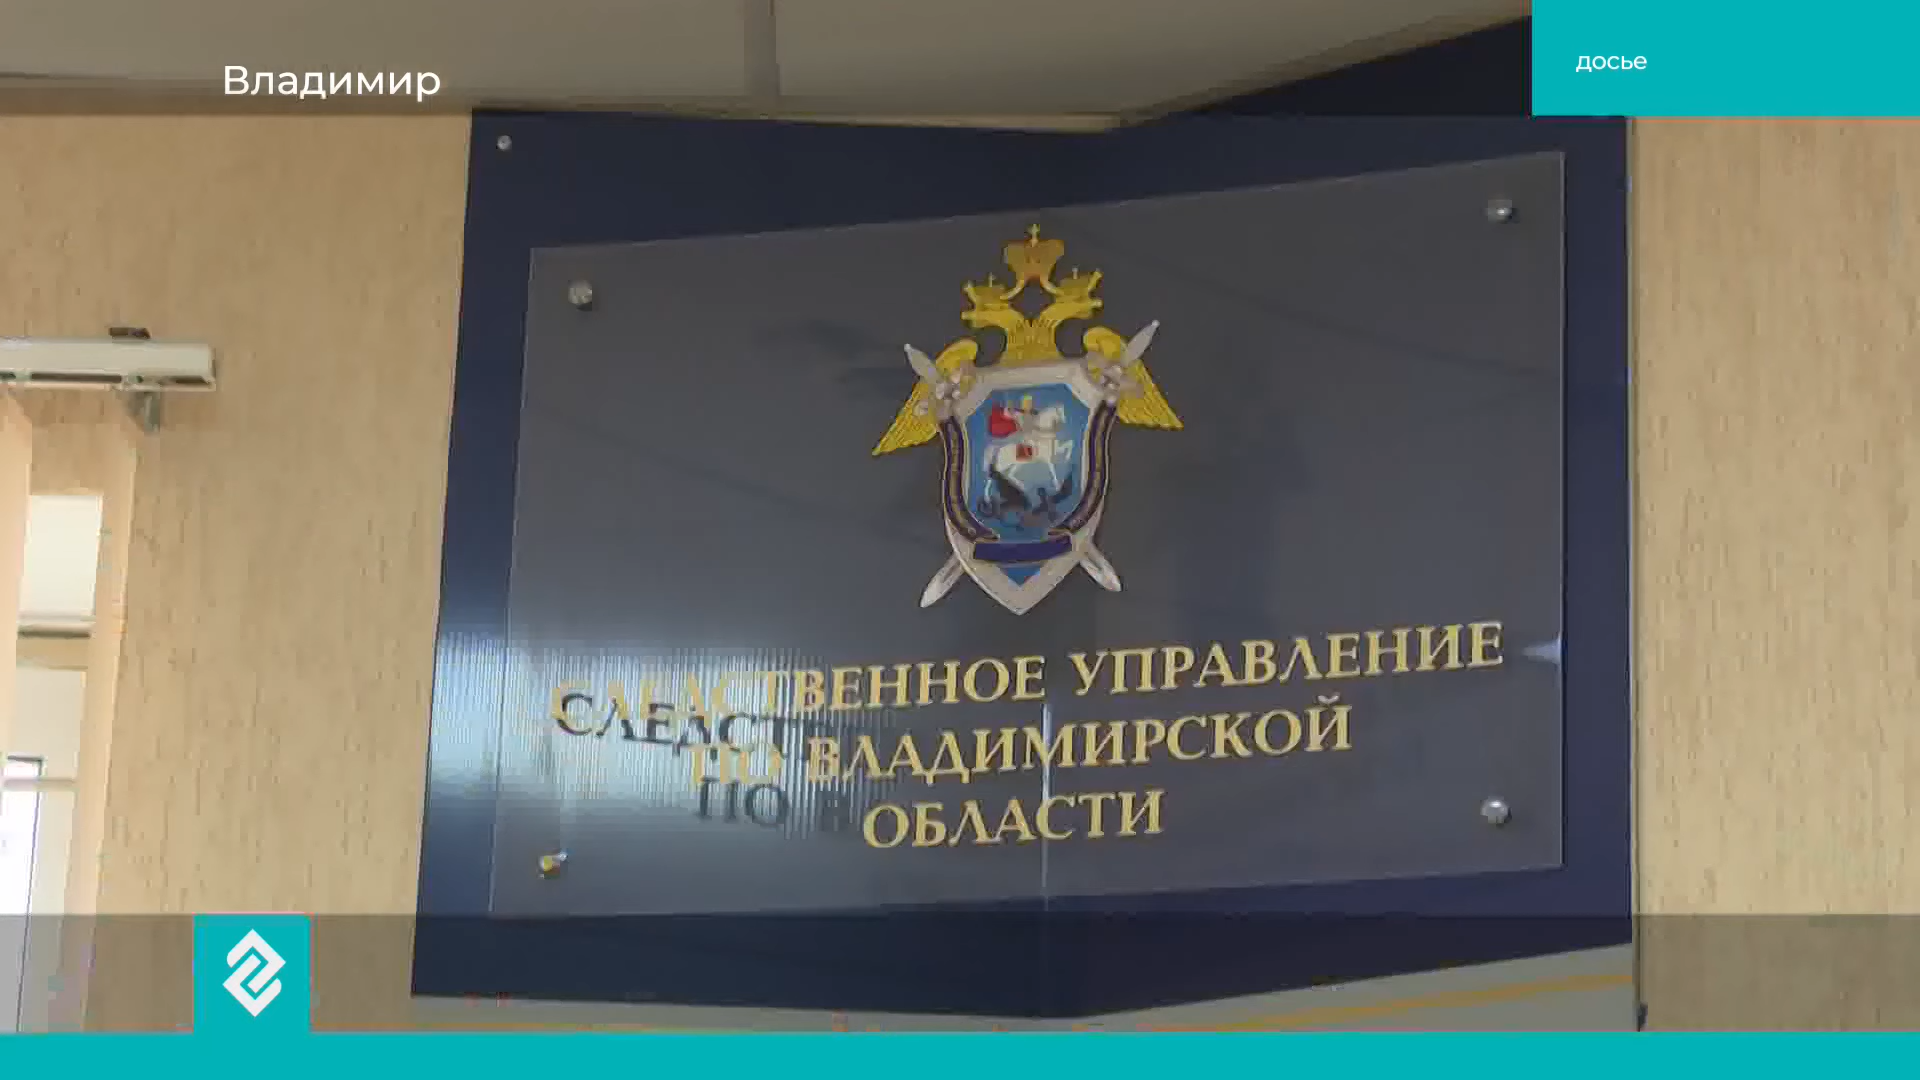 Владимир
досье
СЛЕДСТВЕННОЕ УПРАВЛЕНИЕ
ПО ВЛАДИМИРСКОЙ
ОБЛАСТИ